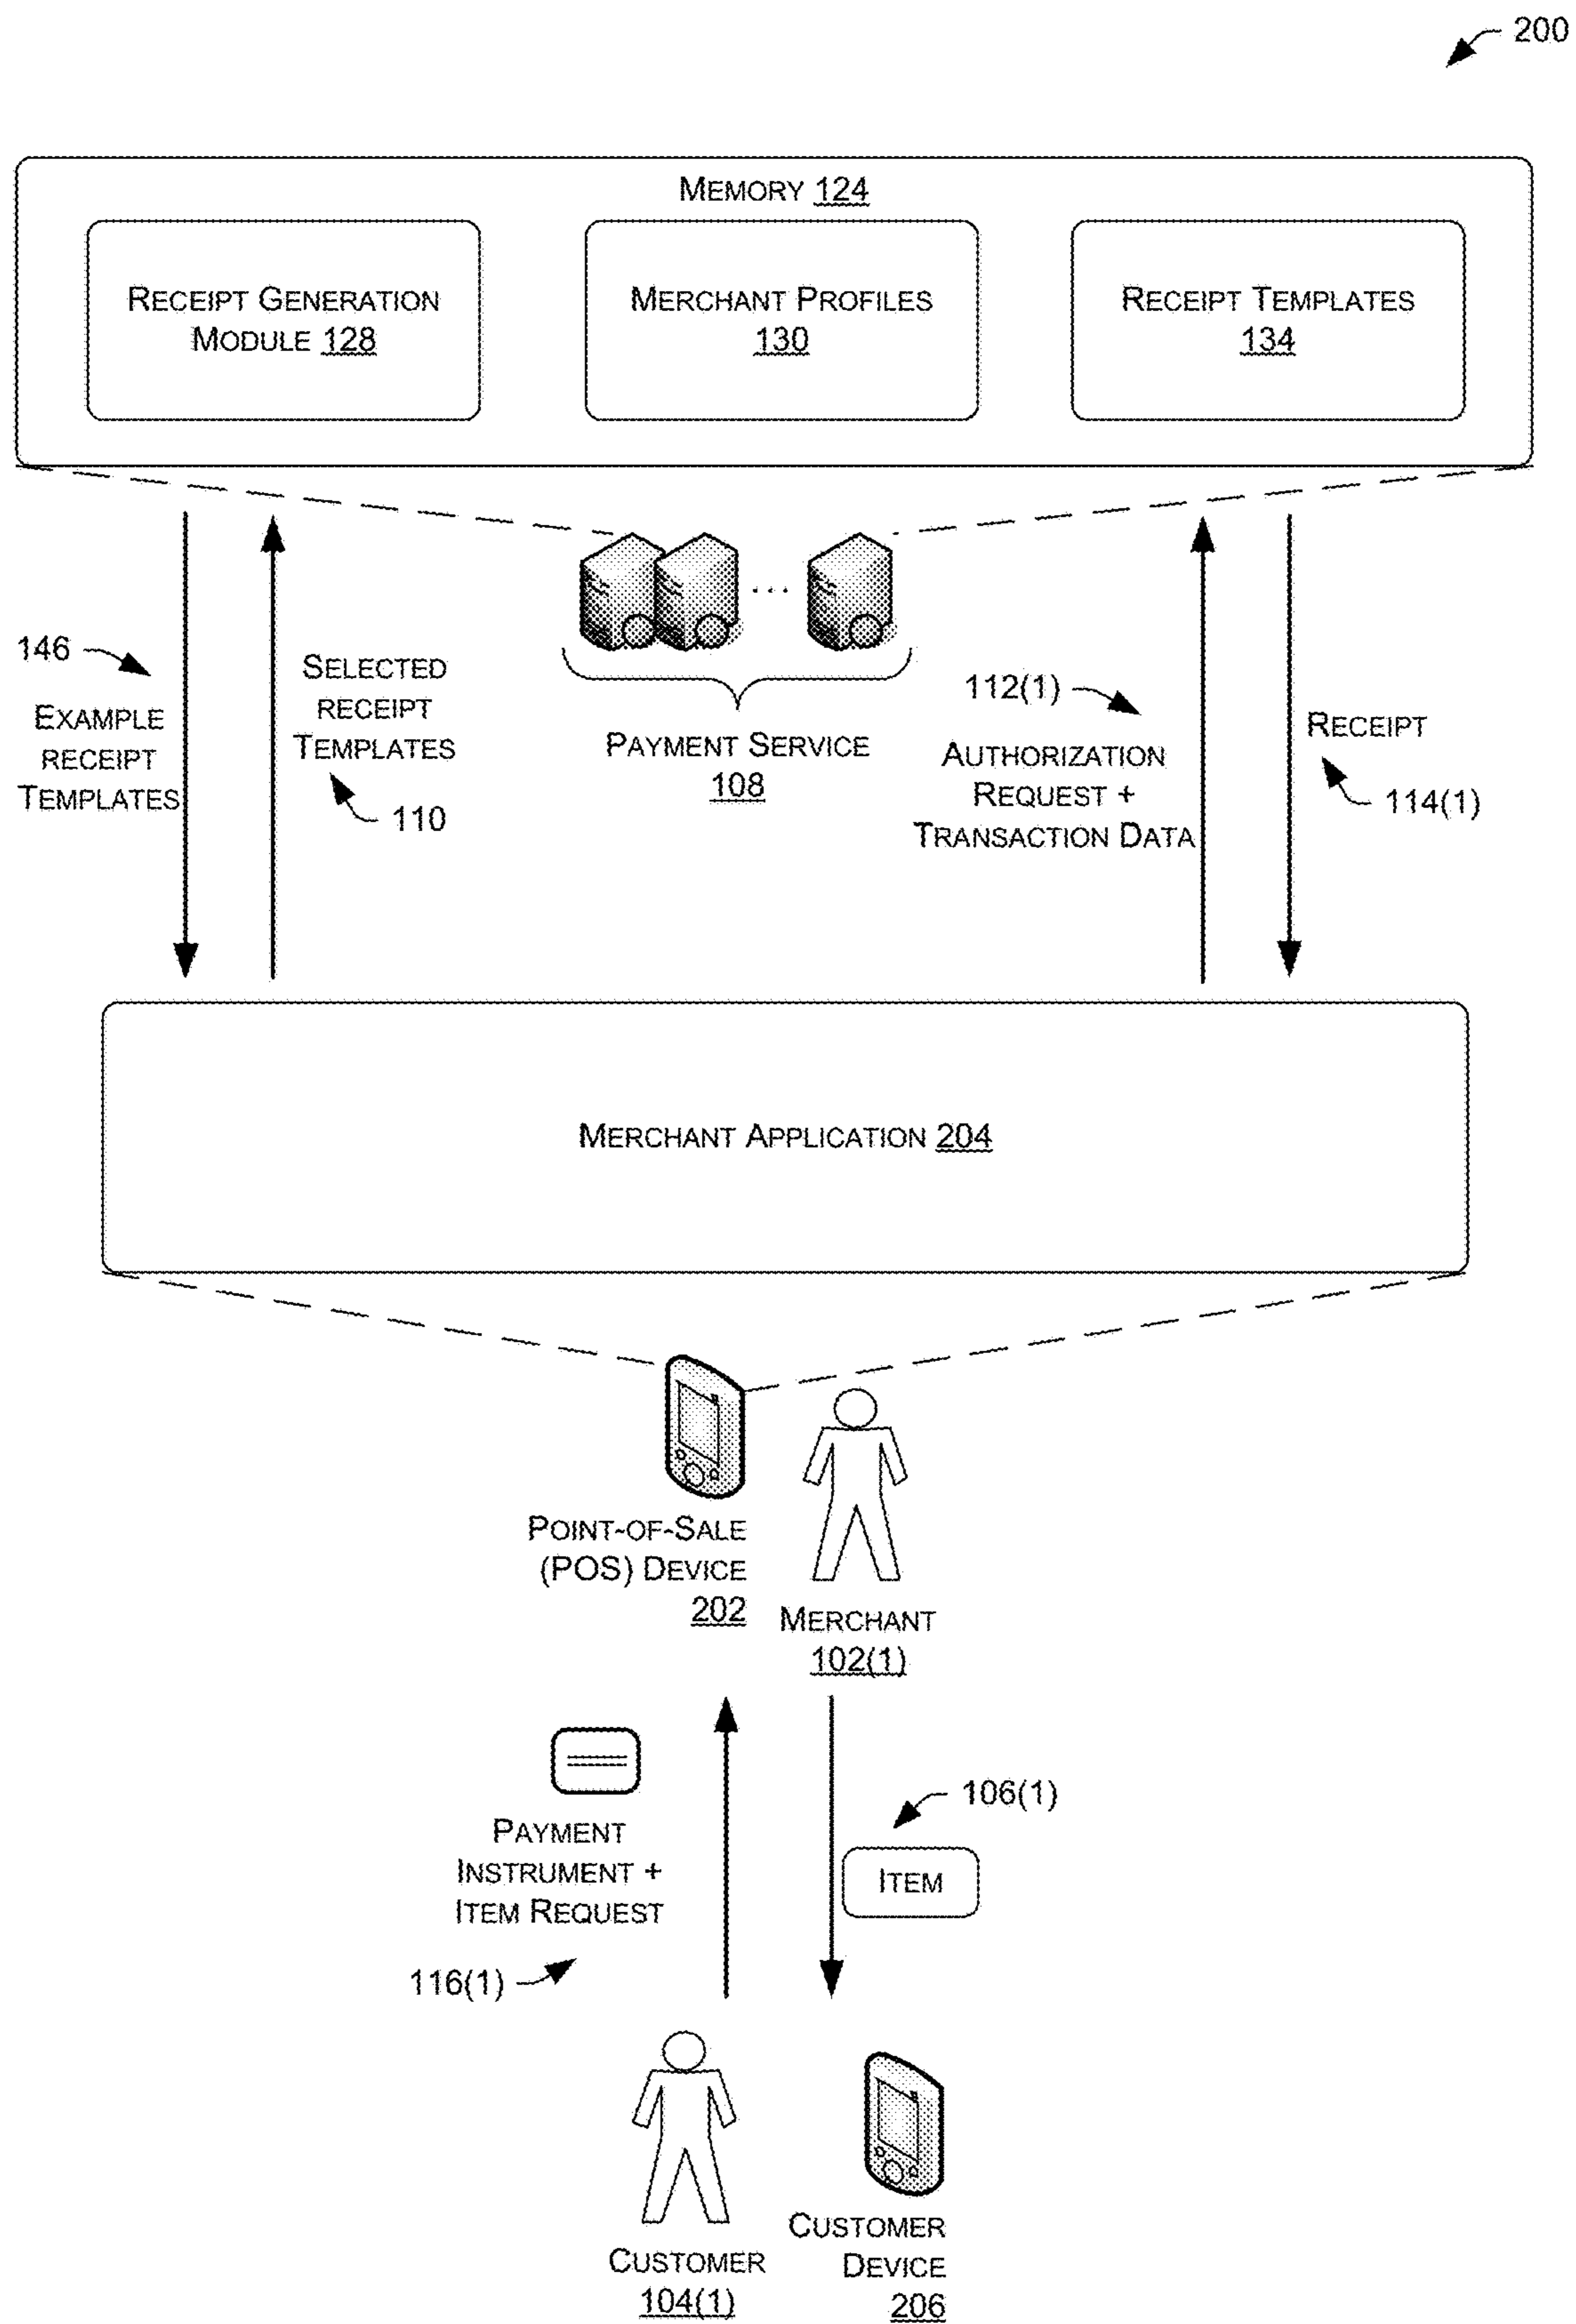 200
MEMORY 124
RECEIPT GENERATION
MODULE 128
MERCHANT PROFILES
130
RECEIPT TEMPLATES
134
146
EXAMPLE
RECEIPT
TEMPLATES
SELECTED
RECEIPT
TEMPLATES
110
...
PAYMENT SERVICE
108
112(1)
AUTHORIZATION
REQUEST +
TRANSACTION DATA
RECEIPT
114(1)
MERCHANT APPLICATION 204
POINT-OF-SALE
(POS) DEVICE
202
MERCHANT
102(1)
PAYMENT
INSTRUMENT +
ITEM REQUEST
116(1)
106(1)
ITEM
CUSTOMER
104(1)
CUSTOMER
DEVICE
206